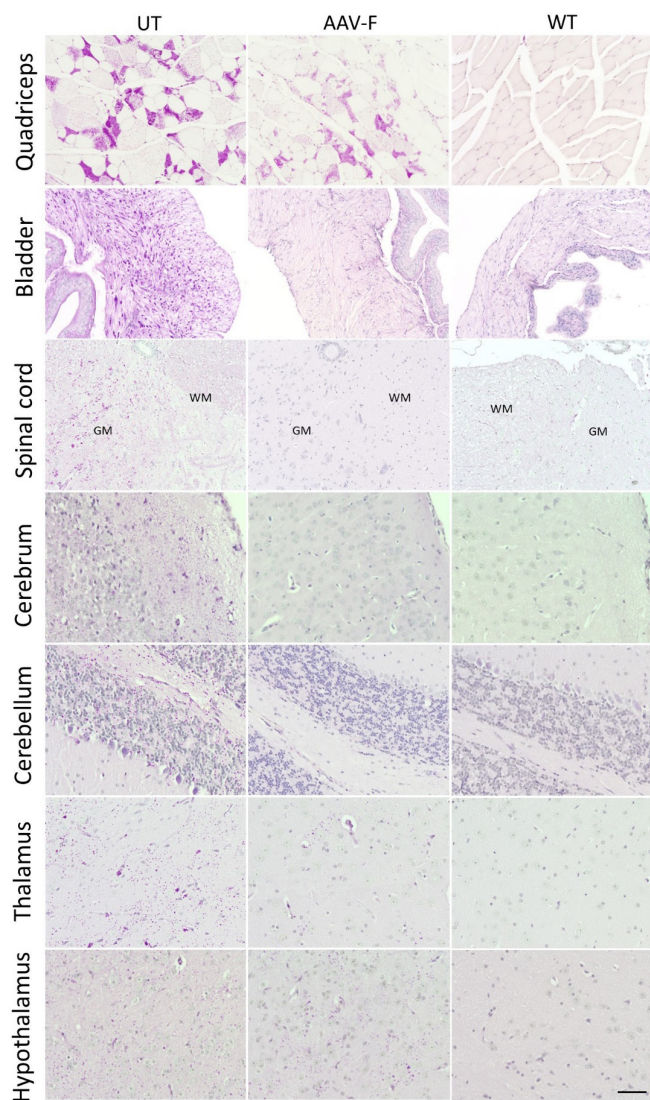 UT AAV-F WT
Quadriceps
Bladder
Spinal cord
GM WM GM WM WM GM
Cerebrum
Cerebellum
Thalamus
Hypothalamus